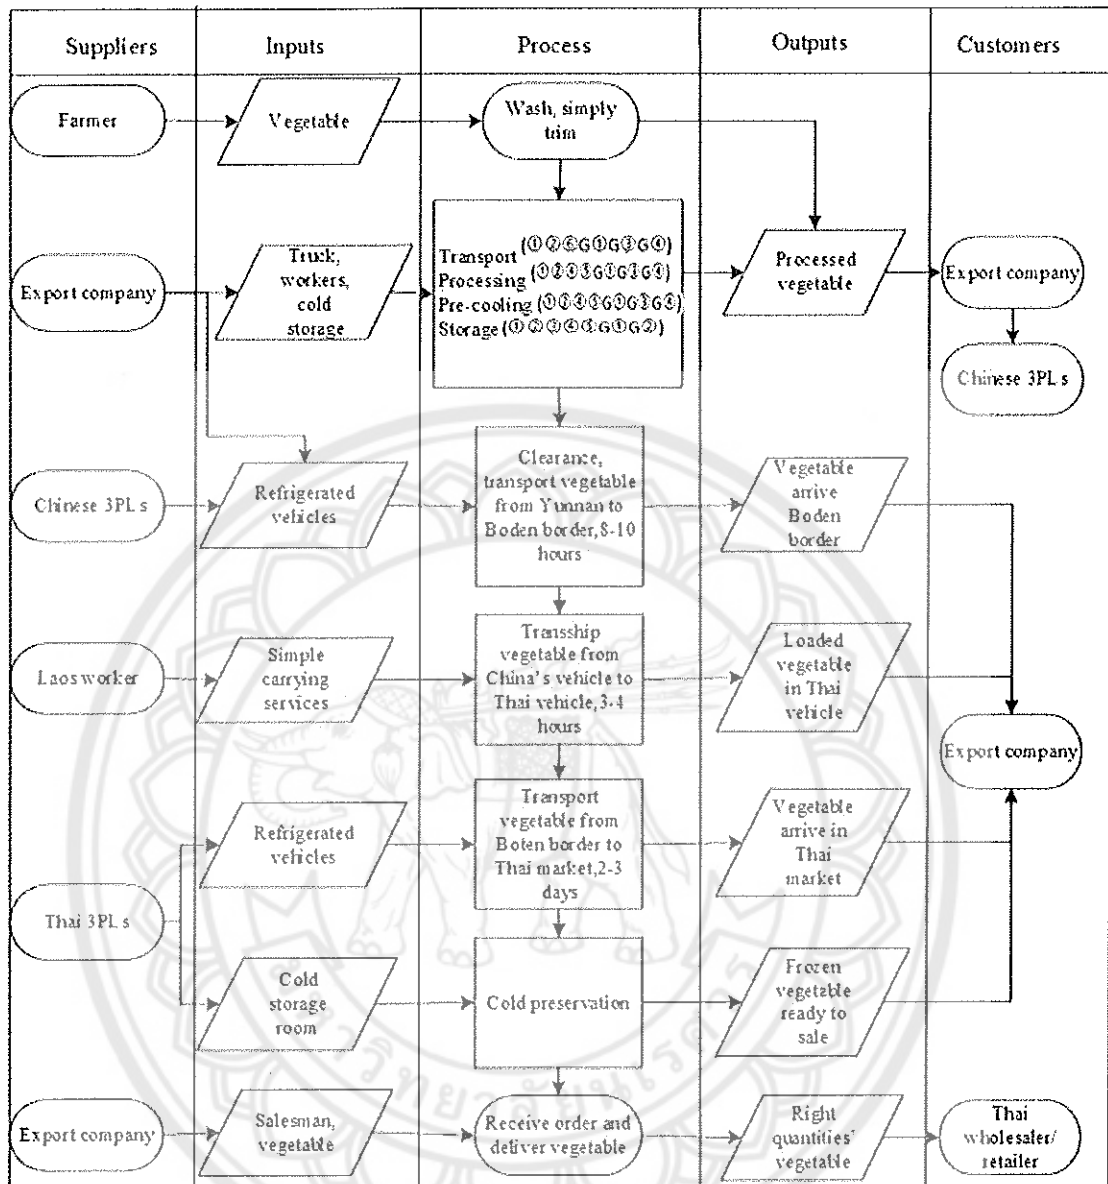 Suppliers
Inputs
Process
Outputs
Customers
Farmer
Vegetable
Wash, simply
trim
Export company
Truck,
workers,
cold
storage
Transport
Processing
Pre-cooling
Storage
Processed
vegetable
Export company
Chinese 3PLs
Chinese 3PLs
Refrigerated
vehicles
Clearance,
transport vegetable
from Yunnan to
Boden border,8-10
hours
Vegetable
arrive
Boden
border
Laos worker
Simple
carrying
services
Transship
vegetable from
China's vehicle to
Thai vehicle,3-4
hours
Loaded
vegetable
in Thai
vehicle
Export company
Thai 3PLs
Refrigerated
vehicles
Transport
vegetable from
Boten border to
Thai market,2-3
days
Vegetable
arrive in
Thai
market
Cold
storage
room
Cold preservation
Frozen
vegetable
ready to
sale
Export company
Salesman,
vegetable
Receive order and
deliver vegetable
Right
quantities'
vegetable
Thai
wholesaler/
retailer